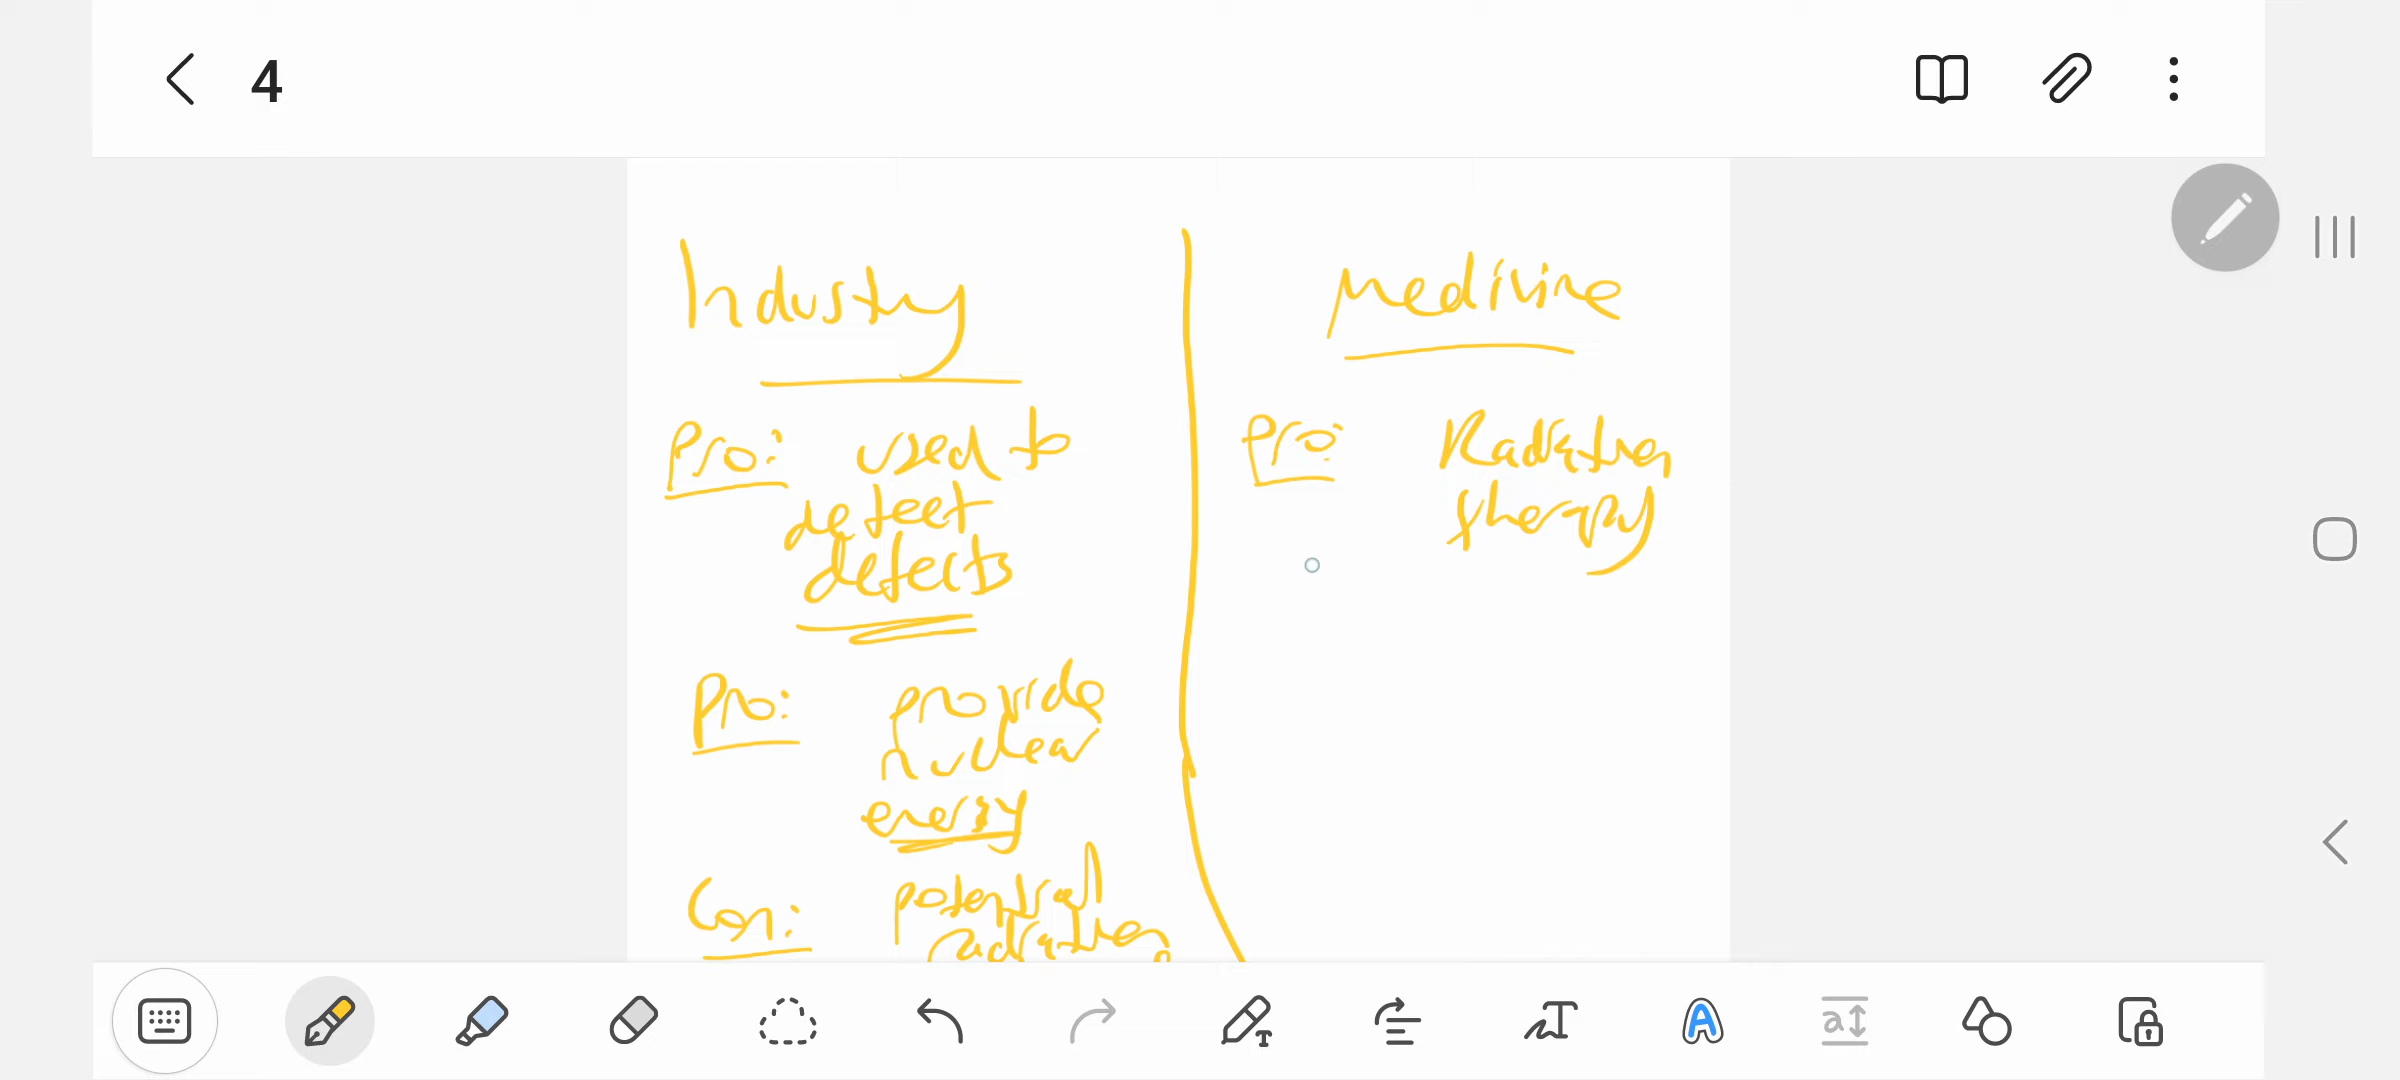 4
Industry
Medicine
Pro: used to
detect
defects
Pro: Radiation
therapy
Pro: provide
nuclear
energy
Con: potential
radiation